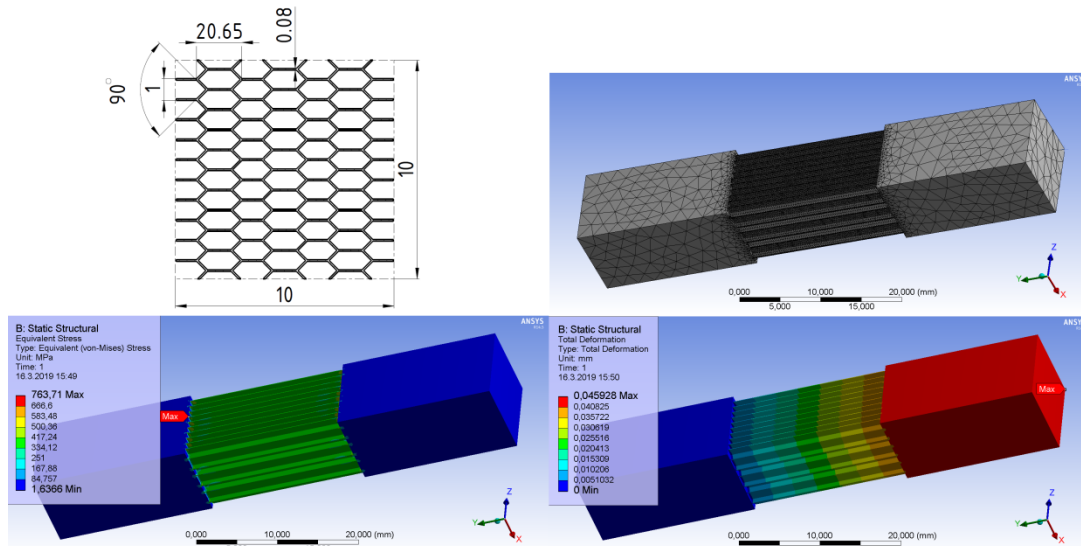 20.65
0.08
90°
1
10
10
ANSYS
Z
Y
X
0,000 10,000 20,000 (mm)
5,000 15,000
B: Static Structural
Equivalent Stress
Type: Equivalent (von-Mises) Stress
Unit: MPa
Time: 1
16.3.2019 15:49
763,71 Max
666,6
583,48
500,36
417,24
334,12
251
167,88
84,757
1,6366 Min
Max
ANSYS
Z
Y
X
0,000 10,000 20,000 (mm)
B: Static Structural
Total Deformation
Type: Total Deformation
Unit: mm
Time: 1
16.3.2019 15:50
0,045928 Max
0,040825
0,035722
0,030619
0,025516
0,020413
0,015309
0,010206
0,0051032
0 Min
Max
ANSYS
Z
Y
X
0,000 10,000 20,000 (mm)